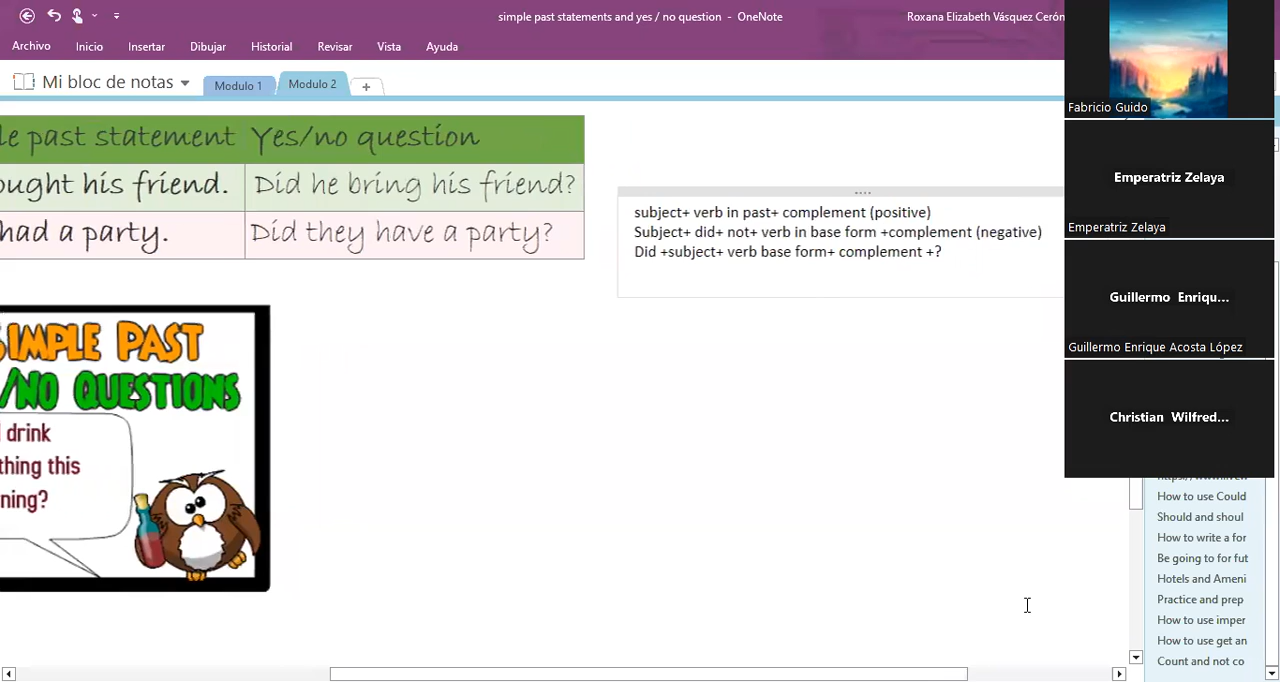 simple past statements and yes / no question - OneNote
Roxana Elizabeth Vásquez Cerón
Archivo Inicio Insertar Dibujar Historial Revisar Vista Ayuda
Mi bloc de notas Modulo 1 Modulo 2 +
le past statement Yes/no question
ought his friend. Did he bring his friend?
had a party. Did they have a party?
subject+ verb in past+ complement (positive)
Subject+ did+ not+ verb in base form +complement (negative)
Did +subject+ verb base form+ complement +?
SIMPLE PAST
/NO QUESTIONS
drink
thing this
ning?
Fabricio Guido
Emperatriz Zelaya
Emperatriz Zelaya
Guillermo Enriqu...
Guillermo Enrique Acosta López
Christian Wilfred...
How to use Could
Should and shoul
How to write a for
Be going to for fut
Hotels and Ameni
Practice and prep
How to use imper
How to use get an
Count and not co